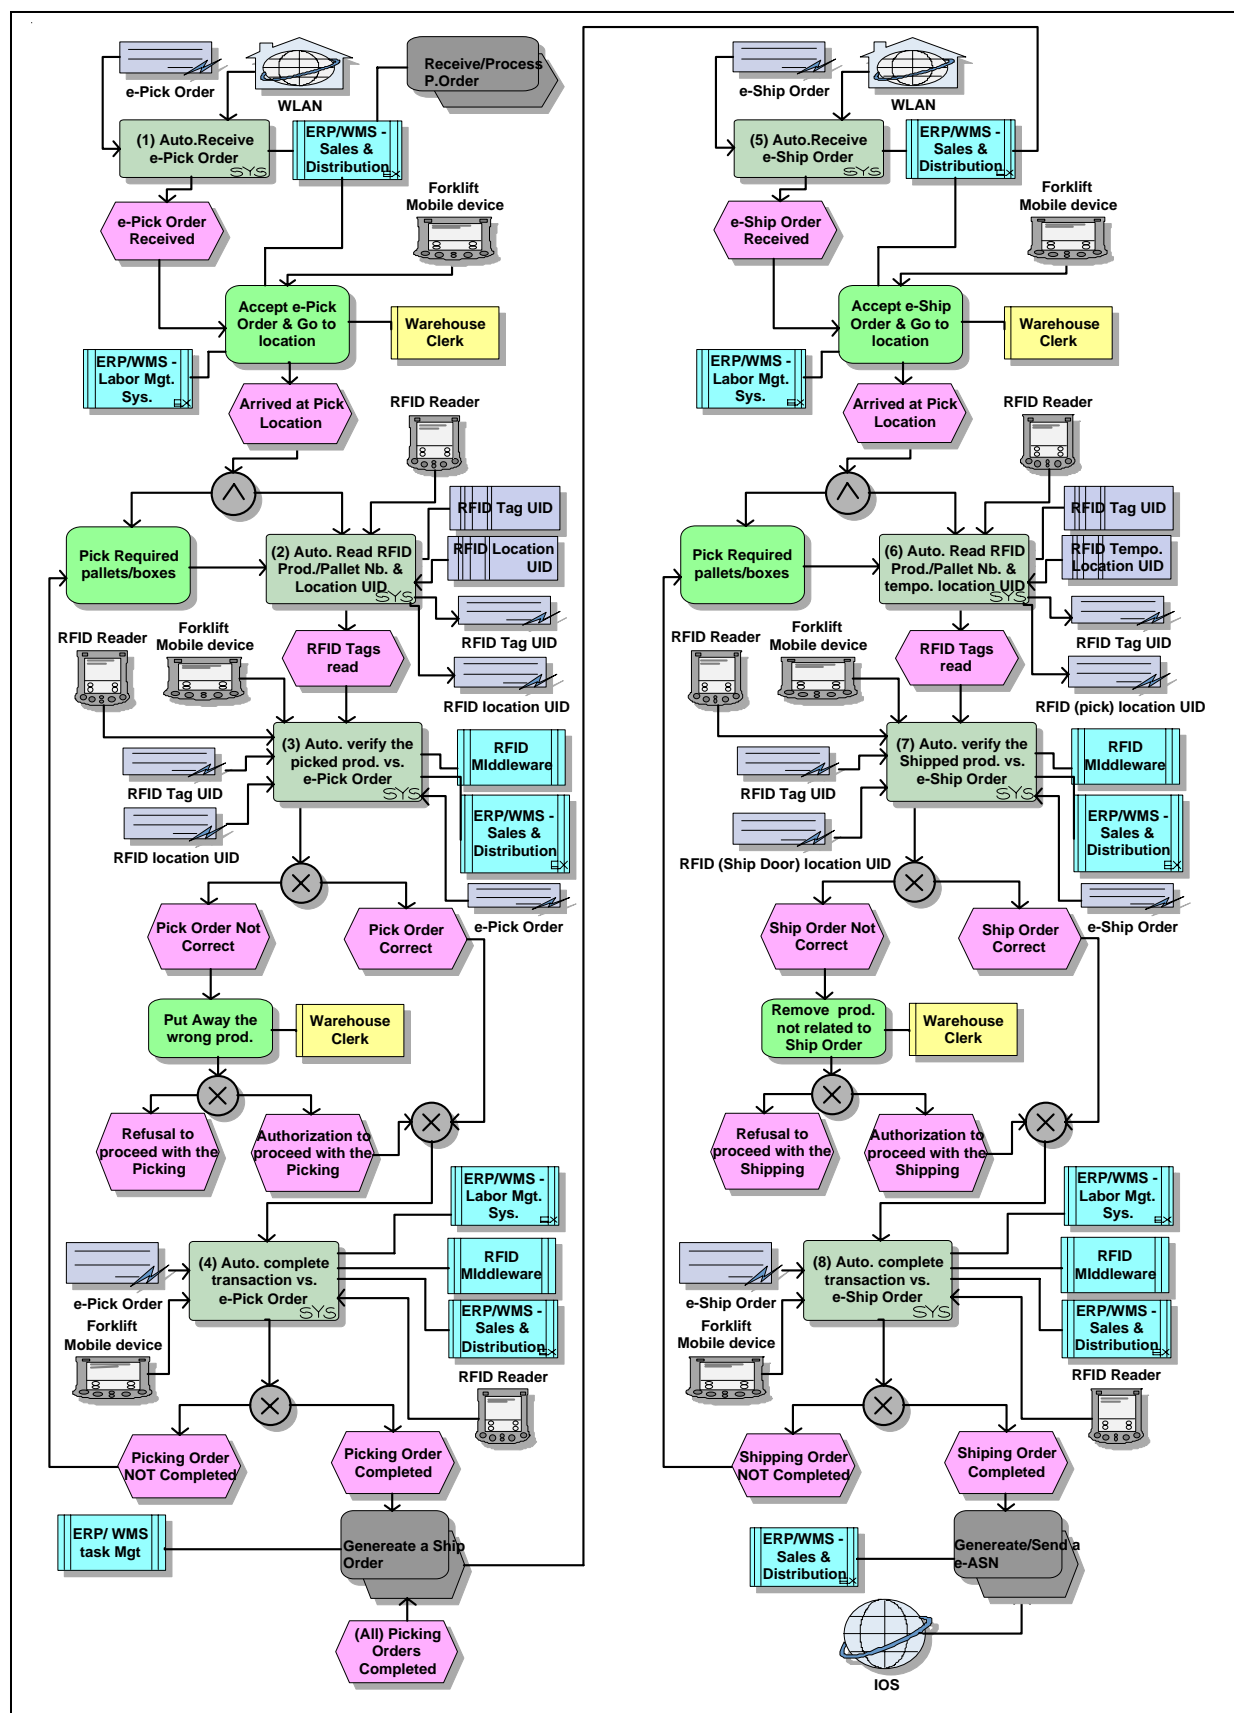 e-Pick Order
WLAN
Receive/Process
P.Order
(1) Auto.Receive
e-Pick Order
SYS
ERP/WMS -
Sales &
Distribution
EX
e-Pick Order
Received
Forklift
Mobile device
Accept e-Pick
Order & Go to
location
Warehouse
Clerk
ERP/WMS -
Labor Mgt.
Sys.
EX
Arrived at Pick
Location
RFID Reader
Pick Required
pallets/boxes
(2) Auto. Read RFID
Prod./Pallet Nb. &
Location UID
SYS
RFID Tag UID
RFID Location
UID
RFID Tag UID
RFID location UID
RFID Tags
read
RFID Reader
Forklift
Mobile device
(3) Auto. verify the
picked prod. vs.
e-Pick Order
SYS
RFID
MIddleware
RFID Tag UID
RFID location UID
ERP/WMS -
Sales &
Distribution
EX
e-Pick Order
Pick Order Not
Correct
Pick Order
Correct
Put Away the
wrong prod.
Warehouse
Clerk
Refusal to
proceed with the
Picking
Authorization to
proceed with the
Picking
ERP/WMS -
Labor Mgt.
Sys.
EX
(4) Auto. complete
transaction vs.
e-Pick Order
SYS
RFID
MIddleware
e-Pick Order
ERP/WMS -
Sales &
Distribution
EX
Forklift
Mobile device
RFID Reader
Picking Order
NOT Completed
Picking Order
Completed
ERP/ WMS
task Mgt
Genereate a Ship
Order
(All) Picking
Orders
Completed
e-Ship Order
WLAN
(5) Auto.Receive
e-Ship Order
SYS
ERP/WMS -
Sales &
Distribution
EX
e-Ship Order
Received
Forklift
Mobile device
Accept e-Ship
Order & Go to
location
Warehouse
Clerk
ERP/WMS -
Labor Mgt.
Sys.
EX
Arrived at Pick
Location
RFID Reader
Pick Required
pallets/boxes
(6) Auto. Read RFID
Prod./Pallet Nb. &
tempo. location UID
SYS
RFID Tag UID
RFID Tempo.
Location UID
RFID Tag UID
RFID (pick) location UID
RFID Tags
read
RFID Reader
Forklift
Mobile device
(7) Auto. verify the
Shipped prod. vs.
e-Ship Order
SYS
RFID
MIddleware
RFID Tag UID
RFID (Ship Door) location UID
ERP/WMS -
Sales &
Distribution
EX
e-Ship Order
Ship Order Not
Correct
Ship Order
Correct
Remove prod.
not related to
Ship Order
Warehouse
Clerk
Refusal to
proceed with the
Shipping
Authorization to
proceed with the
Shipping
ERP/WMS -
Labor Mgt.
Sys.
EX
(8) Auto. complete
transaction vs.
e-Ship Order
SYS
RFID
MIddleware
e-Ship Order
ERP/WMS -
Sales &
Distribution
EX
Forklift
Mobile device
RFID Reader
Shipping Order
NOT Completed
Shiping Order
Completed
ERP/WMS -
Sales &
Distribution
EX
Genereate/Send a
e-ASN
IOS